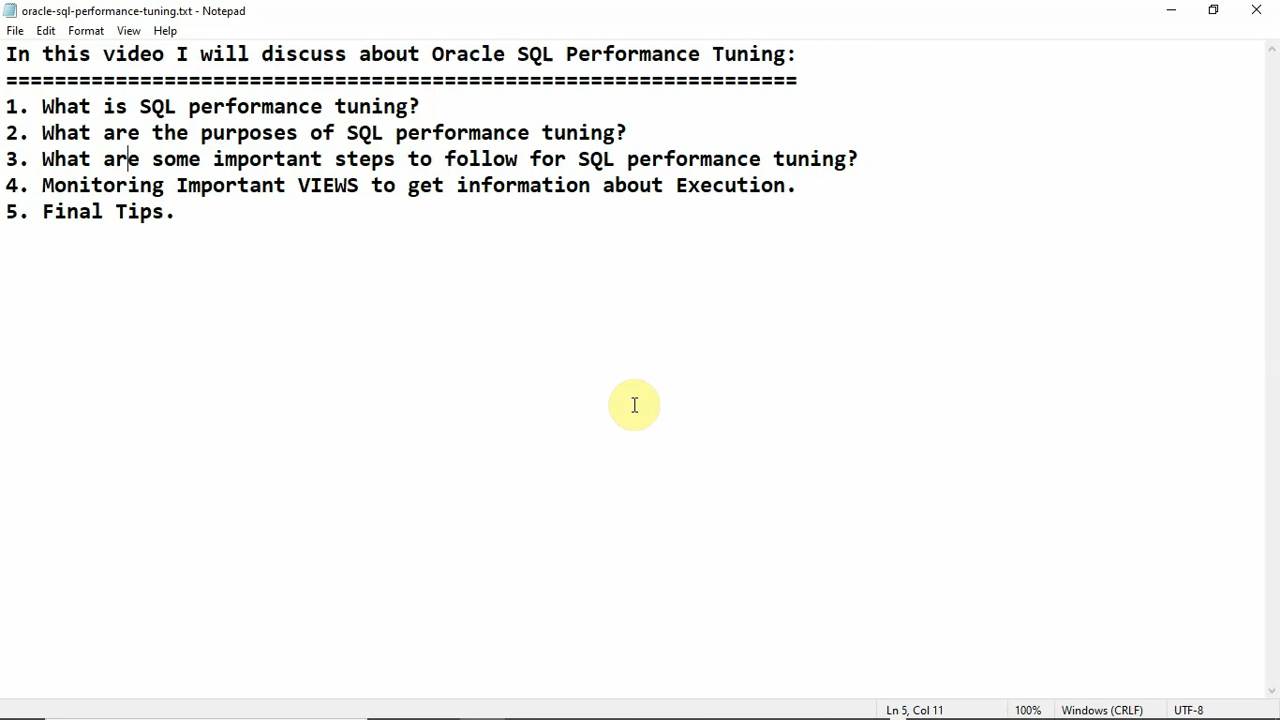 oracle-sql-performance-tuning.txt - Notepad
File Edit Format View Help
In this video I will discuss about Oracle SQL Performance Tuning:
=================================================================
1. What is SQL performance tuning?
2. What are the purposes of SQL performance tuning?
3. What are some important steps to follow for SQL performance tuning?
4. Monitoring Important VIEWS to get information about Execution.
5. Final Tips.
Ln 5, Col 11 100% Windows (CRLF) UTF-8